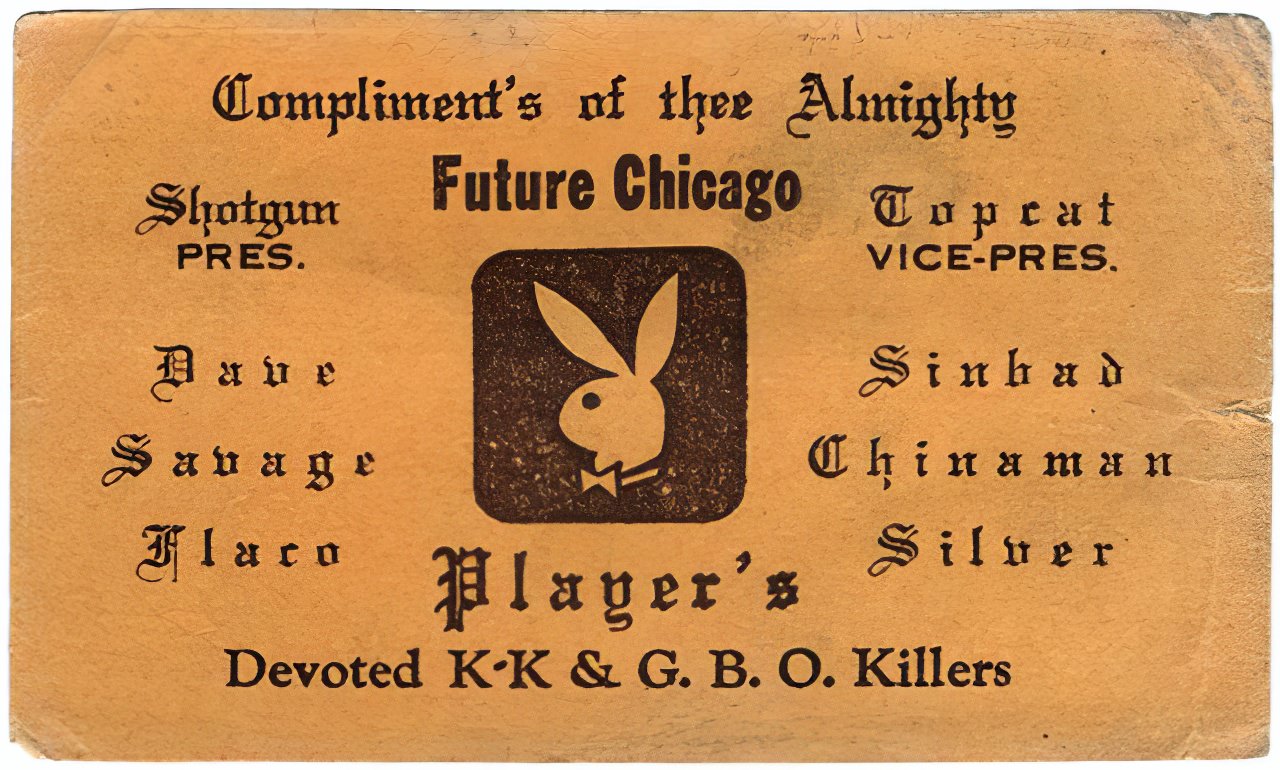 Compliment's of thee Almighty
Future Chicago
Shotgun
PRES.
Topcat
VICE-PRES.
Dave
Sinbad
Savage
Chinaman
Flaco
Silver
Player's
Devoted K-K & G. B. O. Killers